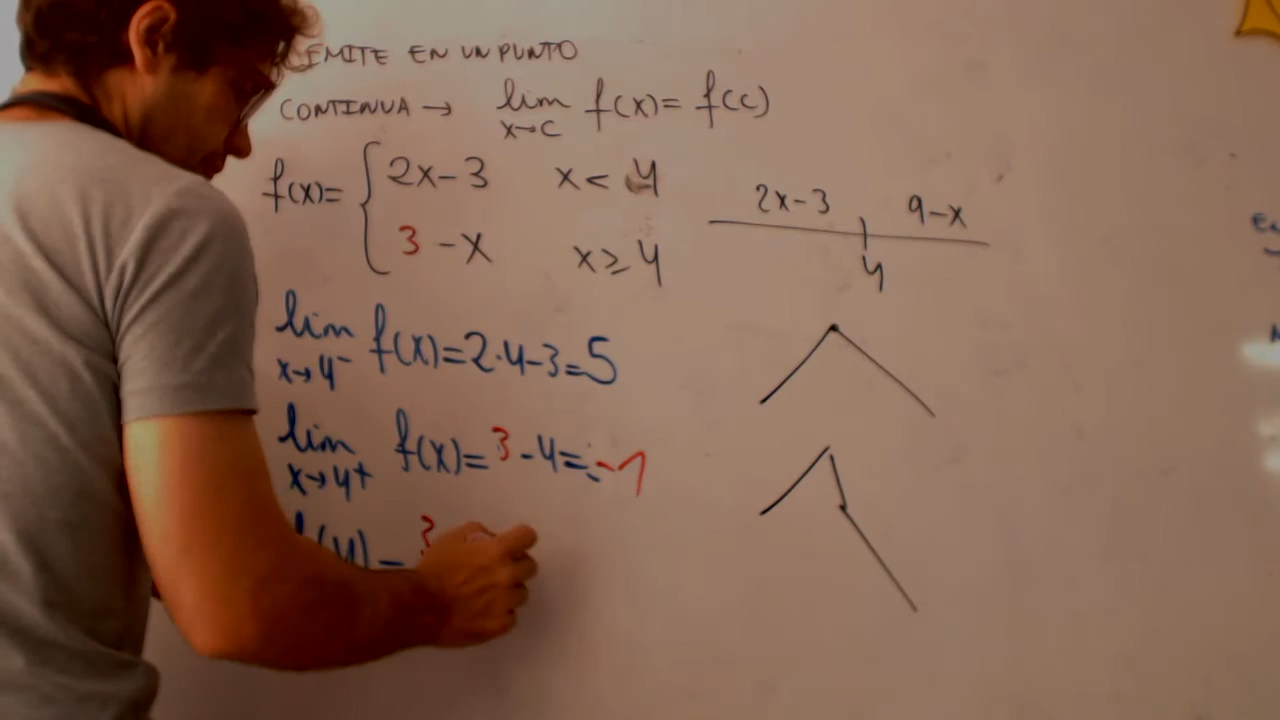 LÍMITE EN UN PUNTO
CONTINUA → lim x→c f(x) = f(c)
f(x) = { 2x-3 x < 4
3 - x x ≥ 4
2x-3 9-x
4
lim x→4⁻ f(x) = 2·4-3 = 5
lim x→4⁺ f(x) = 3-4 = -1
f(4) = 3